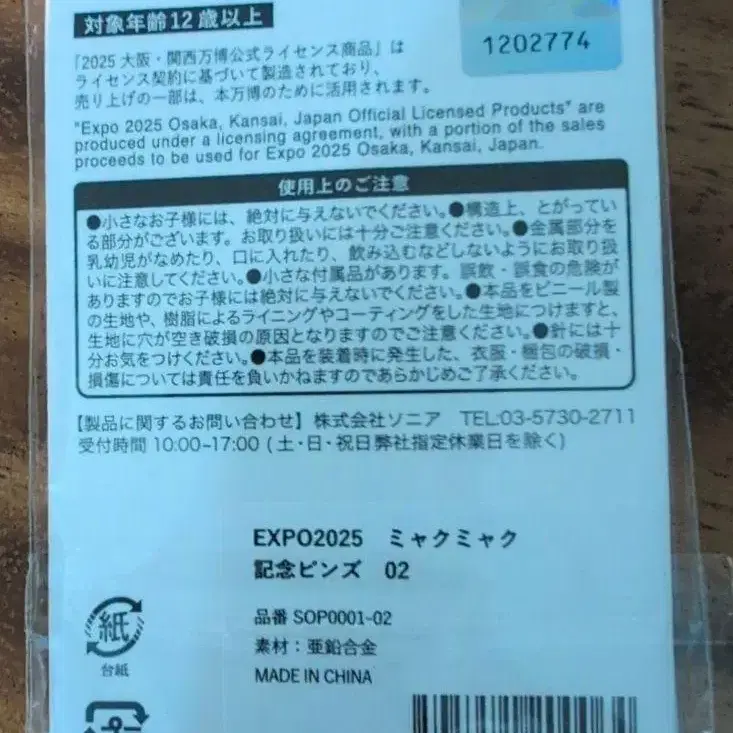 対象年齢12歳以上
1202774
「2025 大阪・関西万博公式ライセンス商品」は
ライセンス契約に基づいて製造されており、
売り上げの一部は、本万博のために活用されます。
"Expo 2025 Osaka, Kansai, Japan Official Licensed Products" are
produced under a licensing agreement, with a portion of the sales
proceeds to be used for Expo 2025 Osaka, Kansai, Japan.
使用上のご注意
●小さなお子様には、絶対に与えないでください。●構造上、とがってい
る部分がございます。お取り扱いには十分ご注意ください。●金属部分を
乳幼児がなめたり、口に入れたり、飲み込むなどしないようにお取り扱
いに注意してください。●小さな付属品があります。誤飲・誤食の危険が
ありますのでお子様には絶対に与えないでください。●本品をビニール製
の生地や、樹脂によるライニングやコーティングをした生地につけますと、
生地に穴が空き破損の原因となりますのでご注意ください。●針には十
分お気をつけください。●本品を装着時に発生した、衣服・梱包の破損・
損傷については責任を負いかねますのであらかじめご了承ください。
【製品に関するお問い合わせ】株式会社ソニア TEL:03-5730-2711
受付時間 10:00~17:00 (土・日・祝日弊社指定休業日を除く)
EXPO2025 ミャクミャク
記念ピンズ 02
品番 SOP0001-02
素材：亜鉛合金
MADE IN CHINA
紙
台紙
プラ